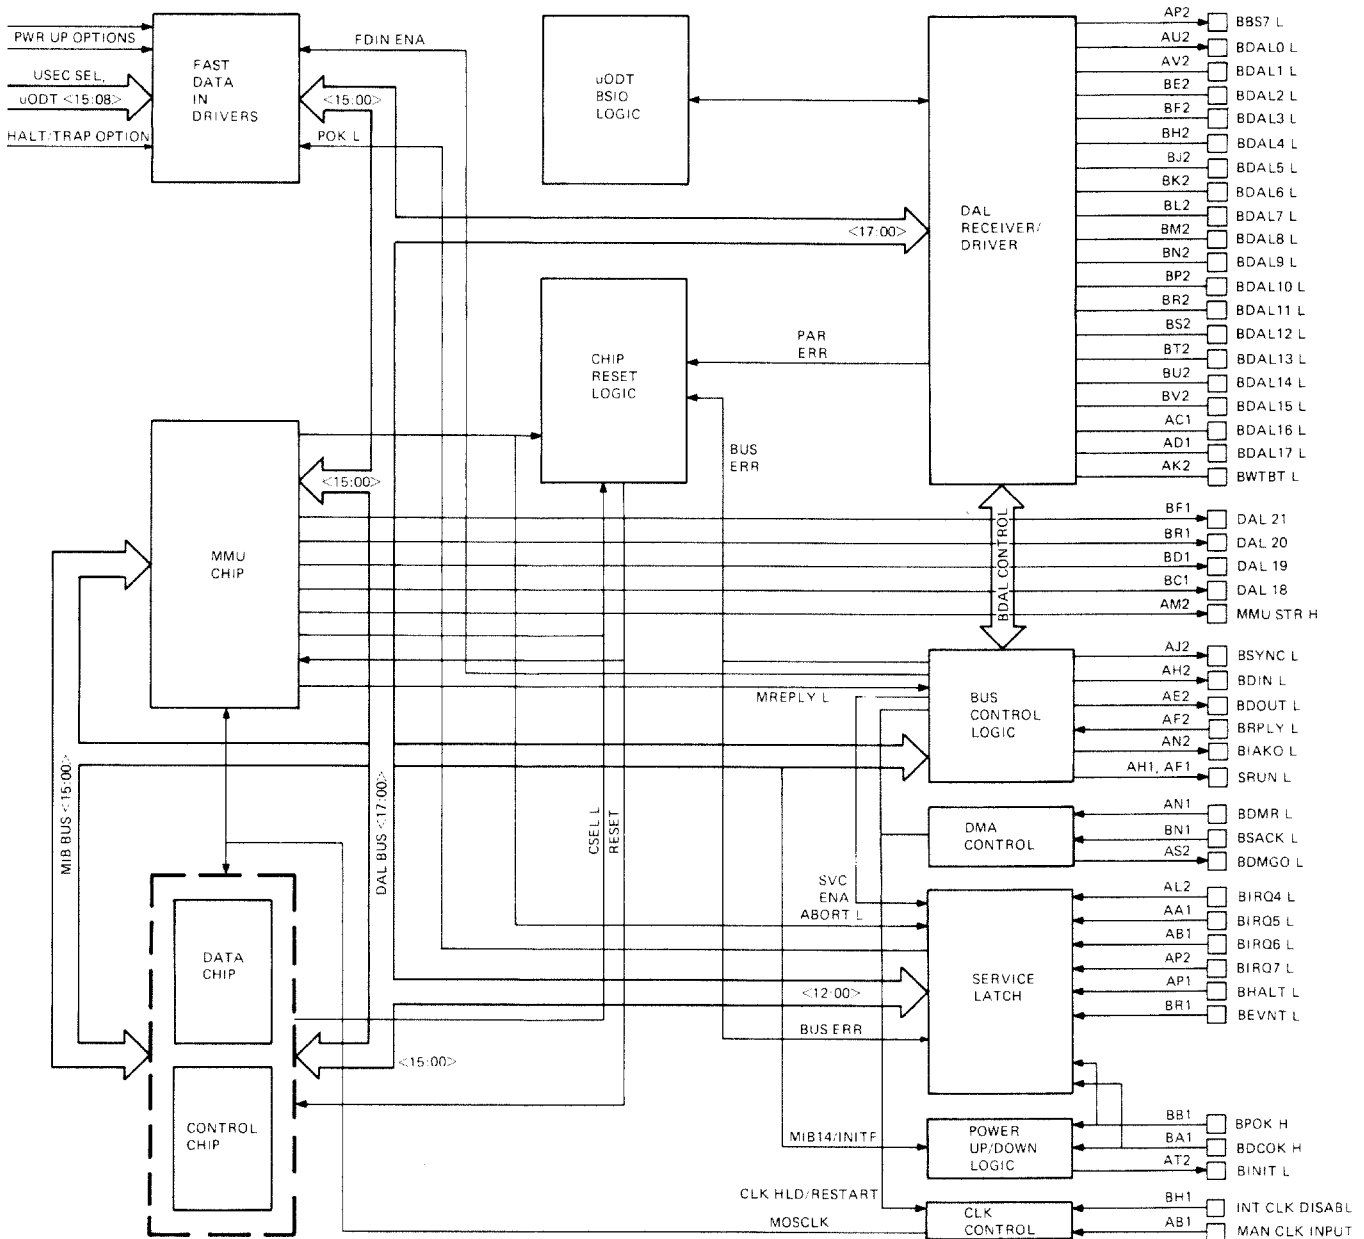 PWR UP OPTIONS
USEC SEL,
uODT <15:08>
HALT/TRAP OPTION
FAST
DATA
IN
DRIVERS
FDIN ENA
<15:00>
POK L
uODT
BSIO
LOGIC
DAL
RECEIVER/
DRIVER
<17:00>
AP2 BBS7 L
AU2 BDAL0 L
AV2 BDAL1 L
BE2 BDAL2 L
BF2 BDAL3 L
BH2 BDAL4 L
BJ2 BDAL5 L
BK2 BDAL6 L
BL2 BDAL7 L
BM2 BDAL8 L
BN2 BDAL9 L
BP2 BDAL10 L
BR2 BDAL11 L
BS2 BDAL12 L
BT2 BDAL13 L
BU2 BDAL14 L
BV2 BDAL15 L
AC1 BDAL16 L
AD1 BDAL17 L
AK2 BWTBT L
CHIP
RESET
LOGIC
PAR
ERR
BUS
ERR
MMU
CHIP
<15:00>
BF1 DAL 21
BR1 DAL 20
BD1 DAL 19
BC1 DAL 18
AM2 MMU STR H
BDAL CONTROL
MREPLY L
BUS
CONTROL
LOGIC
AJ2 BSYNC L
AH2 BDIN L
AE2 BDOUT L
AF2 BRPLY L
AN2 BIAKO L
AH1, AF1 SRUN L
MIB BUS <15:00>
DAL BUS <17:00>
CSEL L
RESET
DMA
CONTROL
AN1 BDMR L
BN1 BSACK L
AS2 BDMGO L
SVC
ENA
ABORT L
<12:00>
BUS ERR
SERVICE
LATCH
AL2 BIRQ4 L
AA1 BIRQ5 L
AB1 BIRQ6 L
AP2 BIRQ7 L
AP1 BHALT L
BR1 BEVNT L
DATA
CHIP
<15:00>
CONTROL
CHIP
MIB14/INITF
POWER
UP/DOWN
LOGIC
BB1 BPOK H
BA1 BDCOK H
AT2 BINIT L
CLK HLD/RESTART
MOSCLK
CLK
CONTROL
BH1 INT CLK DISABL
AB1 MAN CLK INPUT